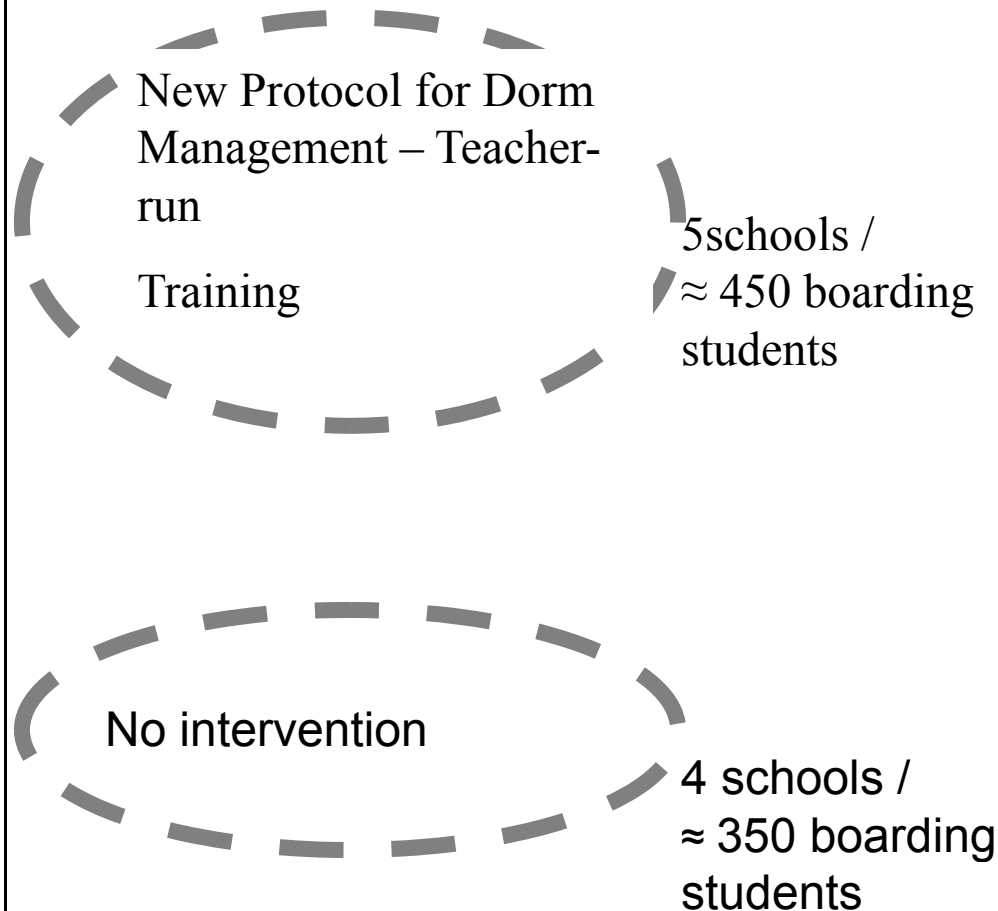 New Protocol for Dorm
Management – Teacher-
run
Training
5schools /
≈ 450 boarding
students
No intervention
4 schools /
≈ 350 boarding
students